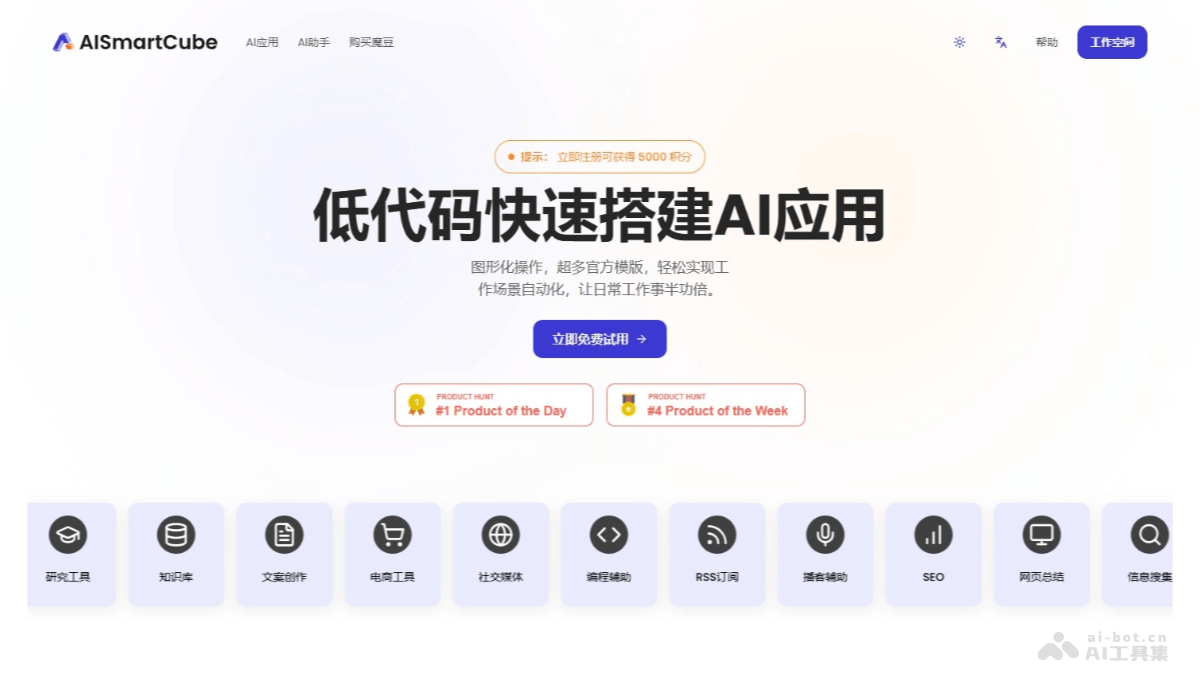 AISmartCube
AI应用 AI助手 购买魔豆
帮助 工作空间
提示： 立即注册可获得 5000 积分
低代码快速搭建AI应用
图形化操作，超多官方模版，轻松实现工
作场景自动化，让日常工作事半功倍。
立即免费试用 →
1 PRODUCT HUNT
#1 Product of the Day
PRODUCT HUNT
#4 Product of the Week
研究工具 知识库 文案创作 电商工具 社交媒体 编程辅助 RSS订阅 播客辅助 SEO 网页总结 信息搜集
ai-bot.cn
AI工具集